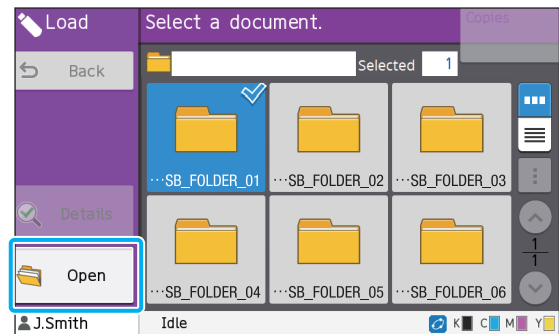 Load
Select a document.
Copies
Back
Selected 1
···SB_FOLDER_01
···SB_FOLDER_02
···SB_FOLDER_03
Details
···SB_FOLDER_04
···SB_FOLDER_05
···SB_FOLDER_06
1
1
Open
J.Smith
Idle
K C M Y